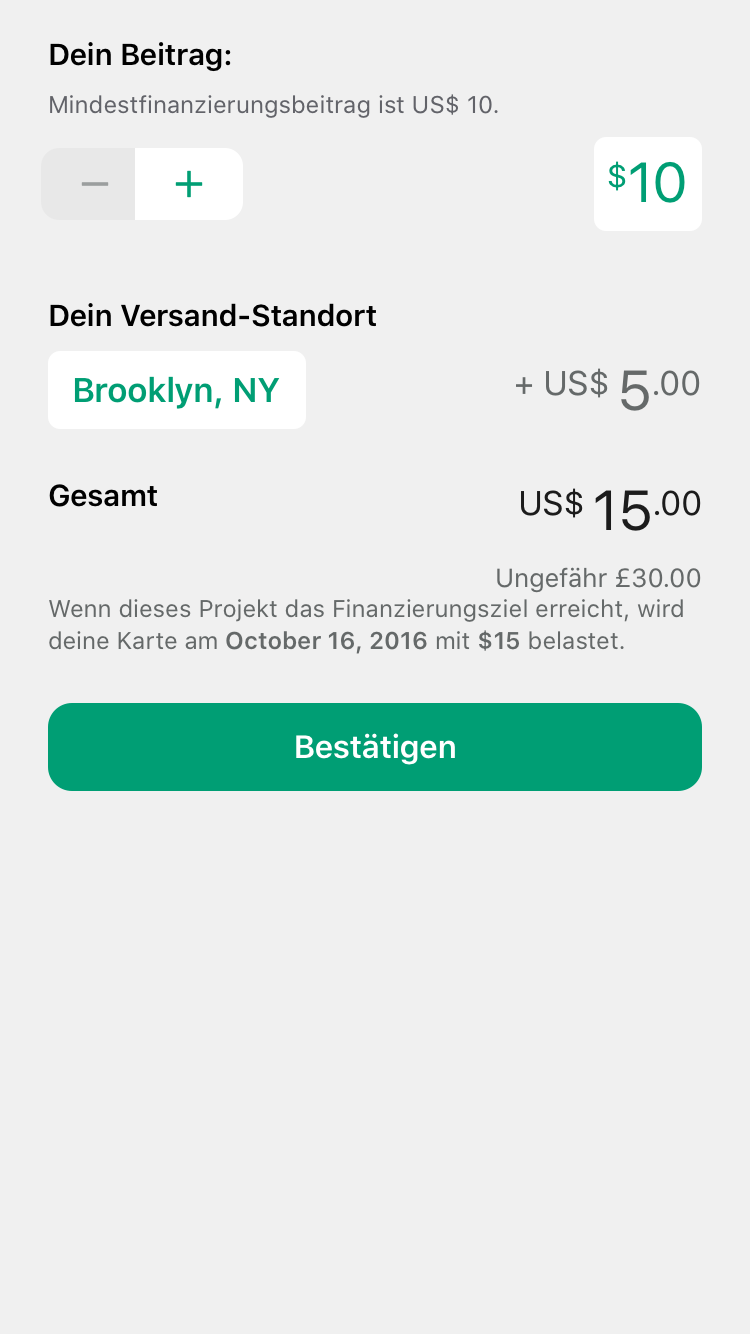 Dein Beitrag:
Mindestfinanzierungsbeitrag ist US$ 10.
− + $10
Dein Versand-Standort
Brooklyn, NY + US$ 5.00
Gesamt US$ 15.00
Ungefähr £30.00
Wenn dieses Projekt das Finanzierungsziel erreicht, wird
deine Karte am October 16, 2016 mit $15 belastet.
Bestätigen